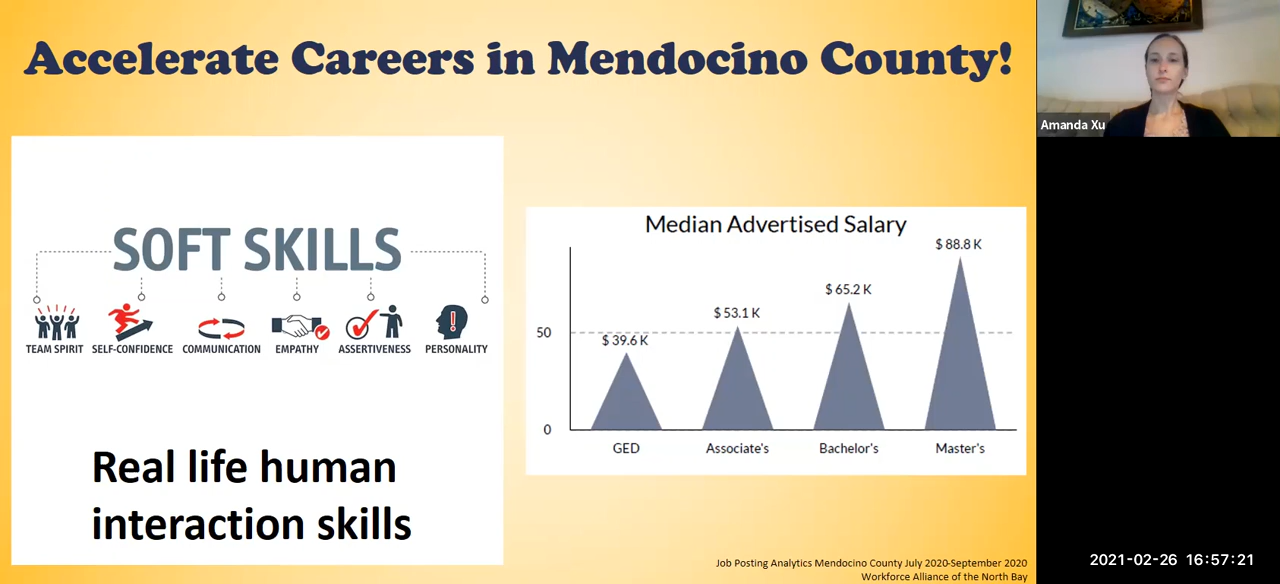 Accelerate Careers in Mendocino County!
Amanda Xu
SOFT SKILLS
TEAM SPIRIT SELF-CONFIDENCE COMMUNICATION EMPATHY ASSERTIVENESS PERSONALITY
Real life human
interaction skills
Median Advertised Salary
$ 88.8 K
$ 65.2 K
$ 53.1 K
50
$ 39.6 K
0
GED Associate's Bachelor's Master's
Job Posting Analytics Mendocino County July 2020-September 2020
Workforce Alliance of the North Bay
2021-02-26 16:57:21